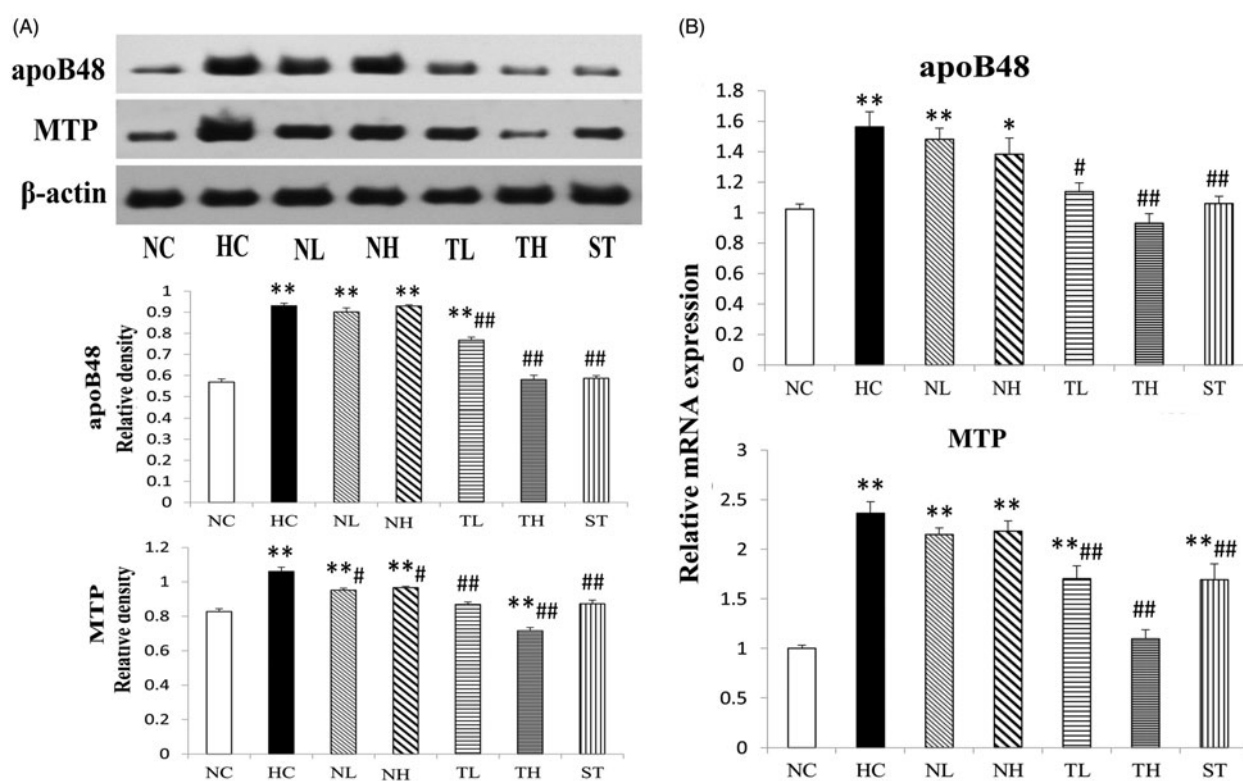 (A)
apoB48
MTP
β-actin
NC HC NL NH TL TH ST
apoB48
Relative density
1
0.9
0.8
0.7
0.6
0.5
0.4
0.3
0.2
0.1
0
** ** ** **## ## ##
NC HC NL NH TL TH ST
MTP
Relative density
1.2
1
0.8
0.6
0.4
0.2
0
** **# **# ## **## ##
NC HC NL NH TL TH ST
(B)
Relative mRNA expression
apoB48
1.8
1.6
1.4
1.2
1
0.8
0.6
0.4
0.2
0
** ** * # ## ##
NC HC NL NH TL TH ST
MTP
3
2.5
2
1.5
1
0.5
0
** ** ** **## ## **##
NC HC NL NH TL TH ST